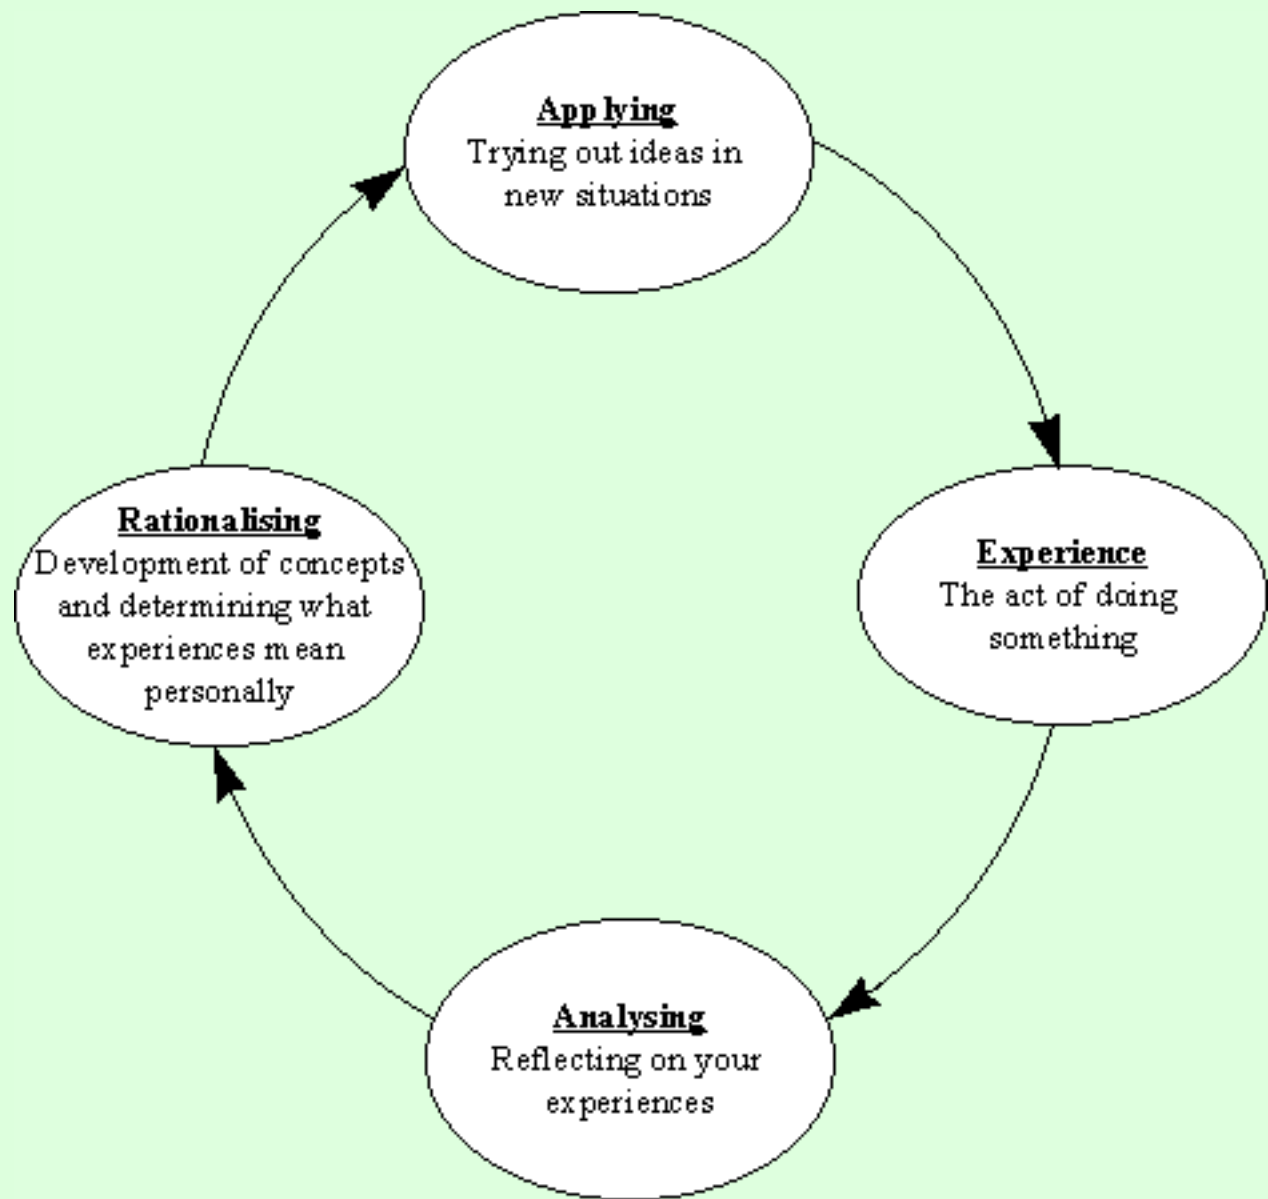 Applying
Trying out ideas in
new situations
Rationalising
Development of concepts
and determining what
experiences mean
personally
Experience
The act of doing
something
Analysing
Reflecting on your
experiences